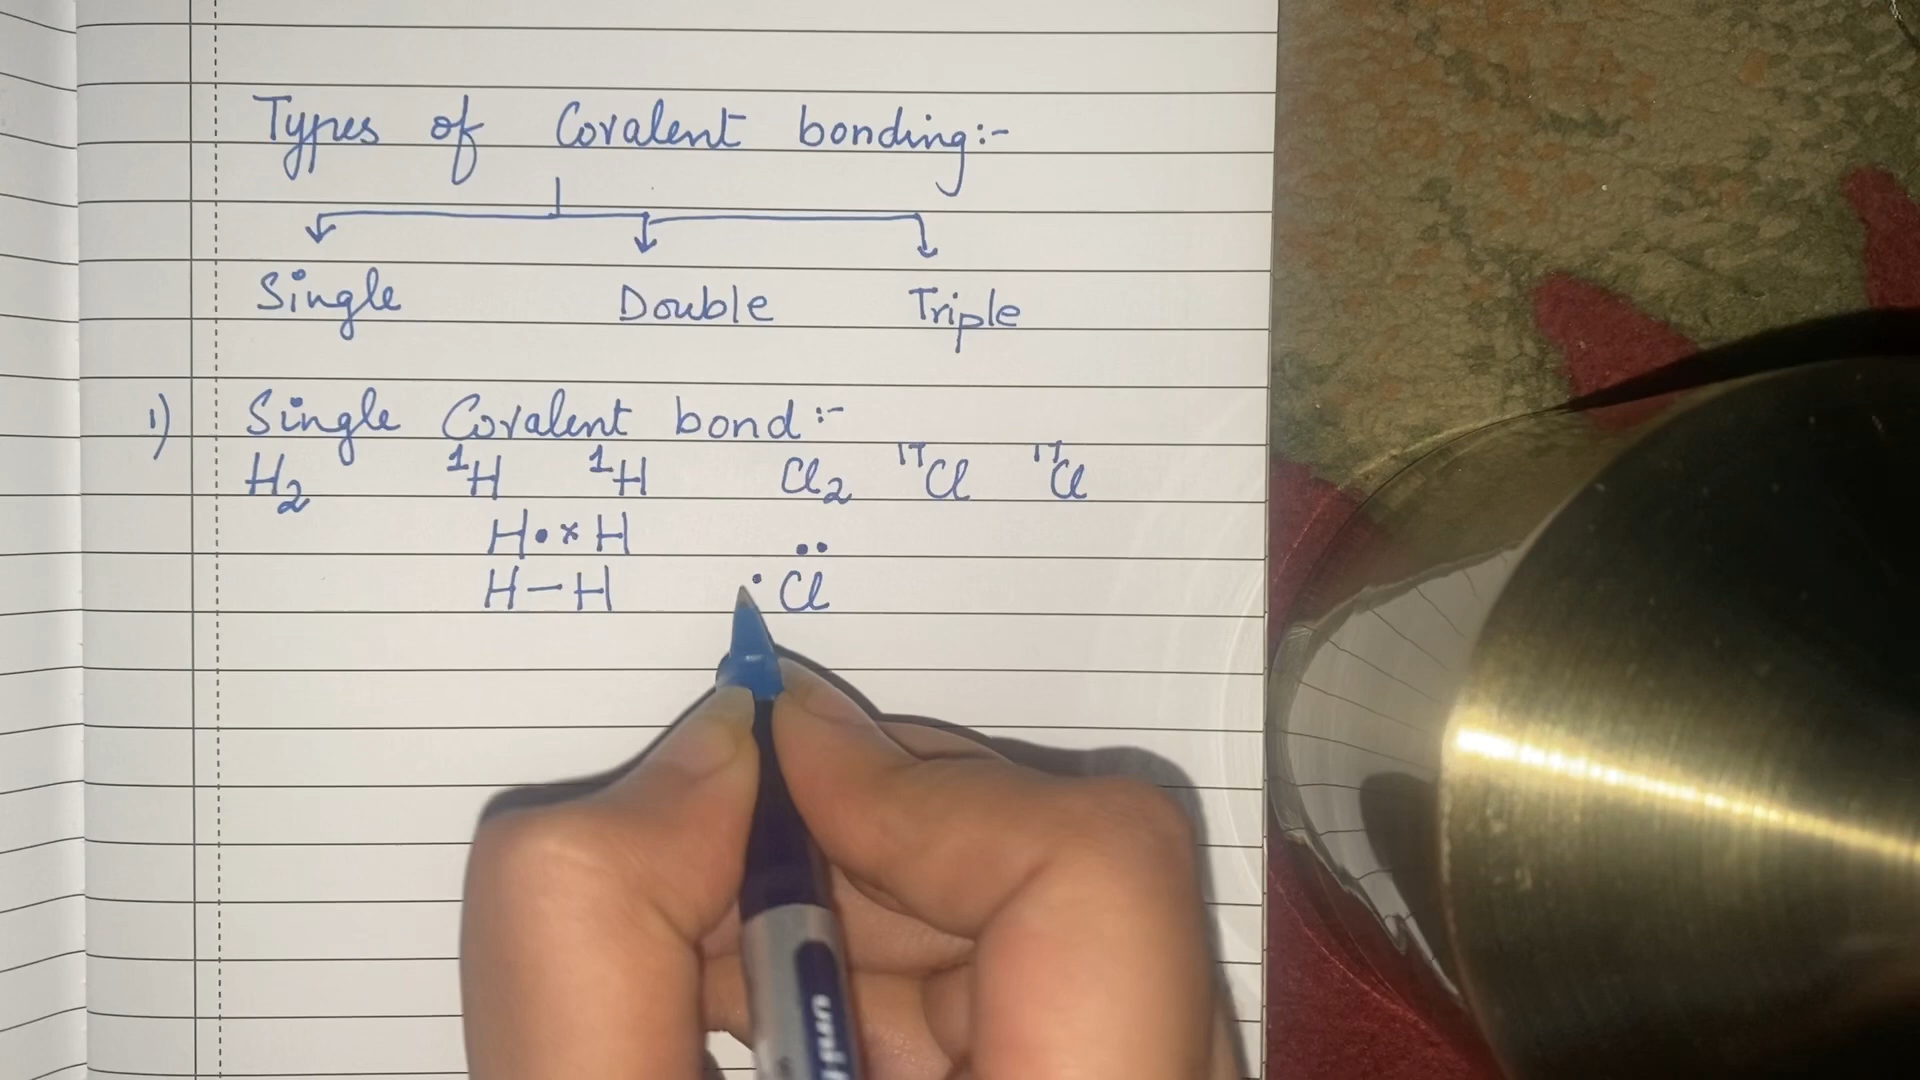 Types of Covalent bonding:-
Single Double Triple
1) Single Covalent bond:-
H₂ ¹H ¹H Cl₂ ¹⁷Cl ¹⁷Cl
H•×H
H–H •Cl